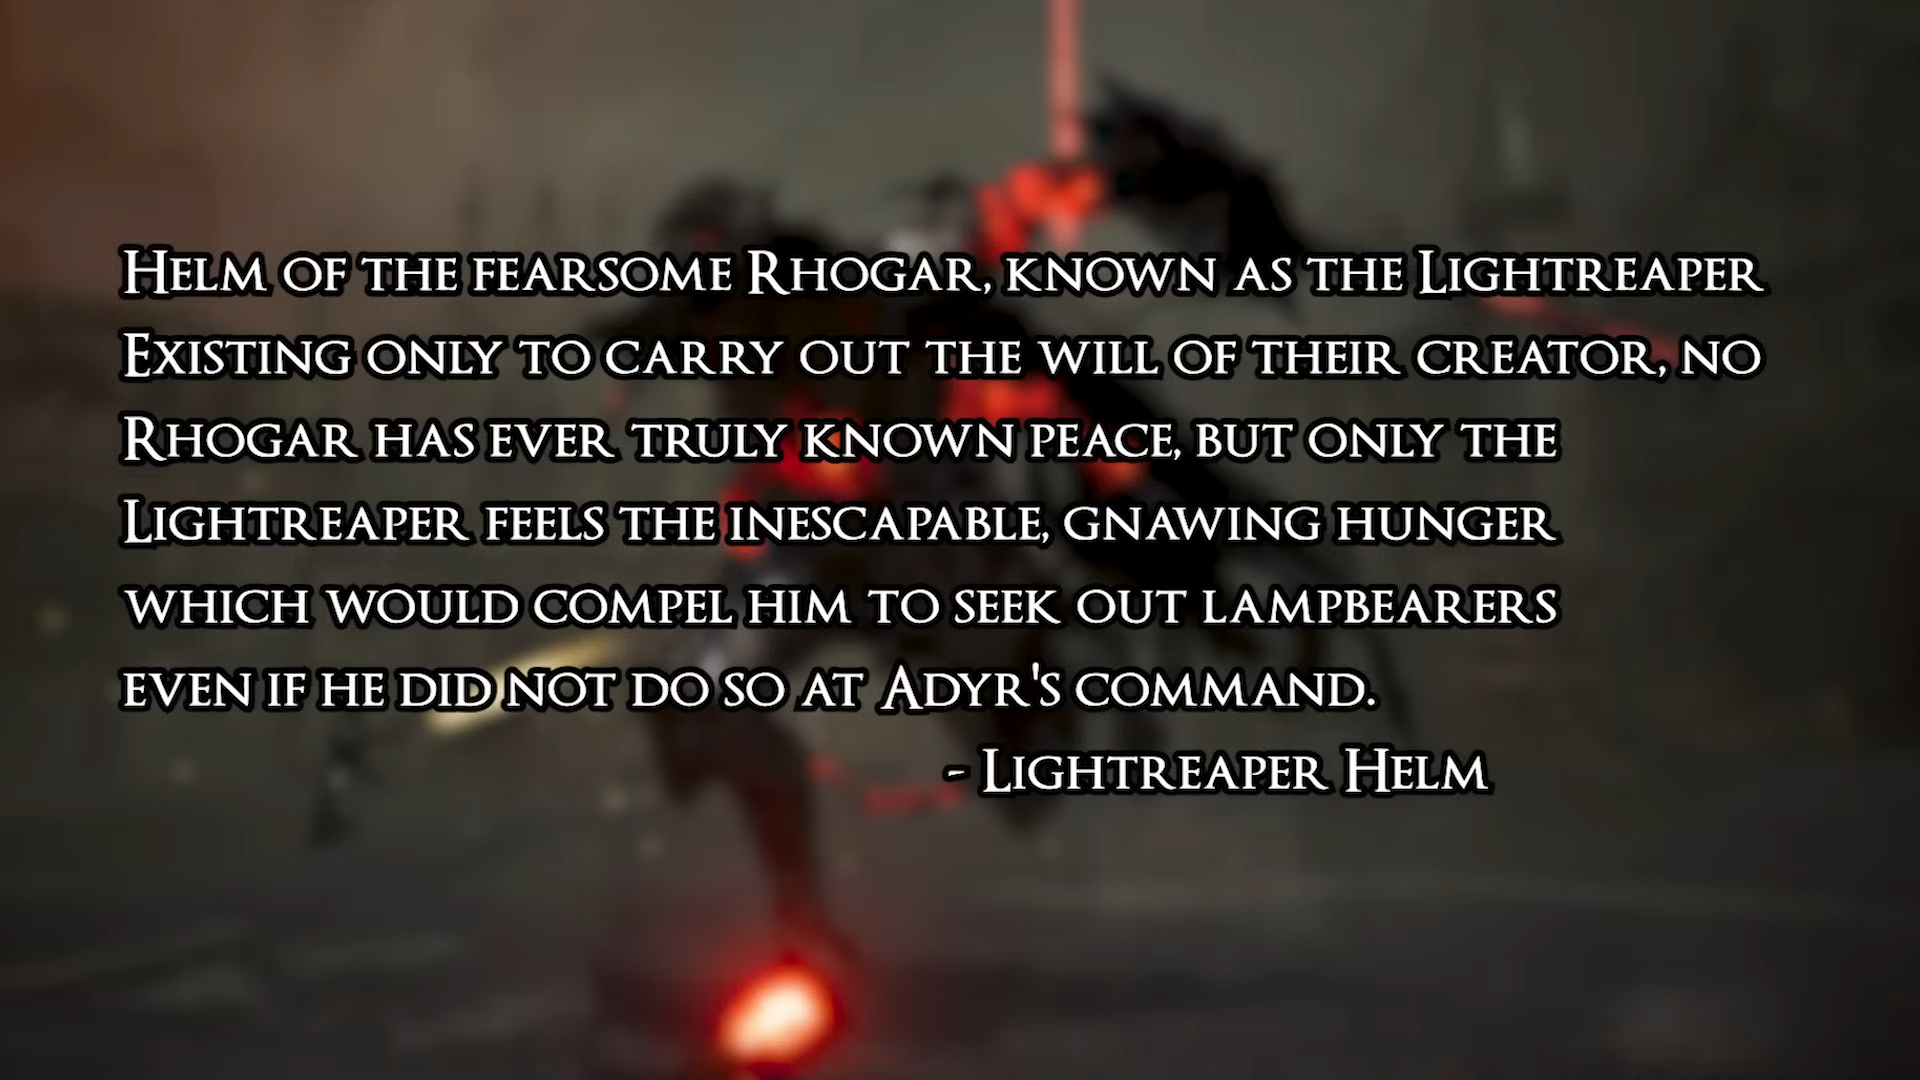 Helm of the fearsome Rhogar, known as the Lightreaper
Existing only to carry out the will of their creator, no
Rhogar has ever truly known peace, but only the
Lightreaper feels the inescapable, gnawing hunger
which would compel him to seek out lampbearers
even if he did not do so at Adyr's command.
- Lightreaper Helm